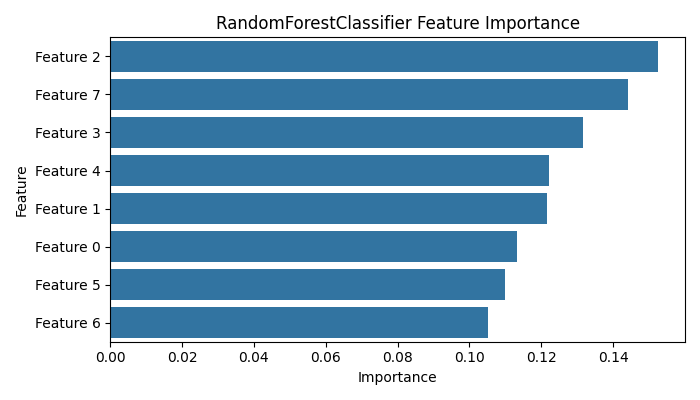 RandomForestClassifier Feature Importance
Feature
Feature 2
Feature 7
Feature 3
Feature 4
Feature 1
Feature 0
Feature 5
Feature 6
0.00 0.02 0.04 0.06 0.08 0.10 0.12 0.14
Importance